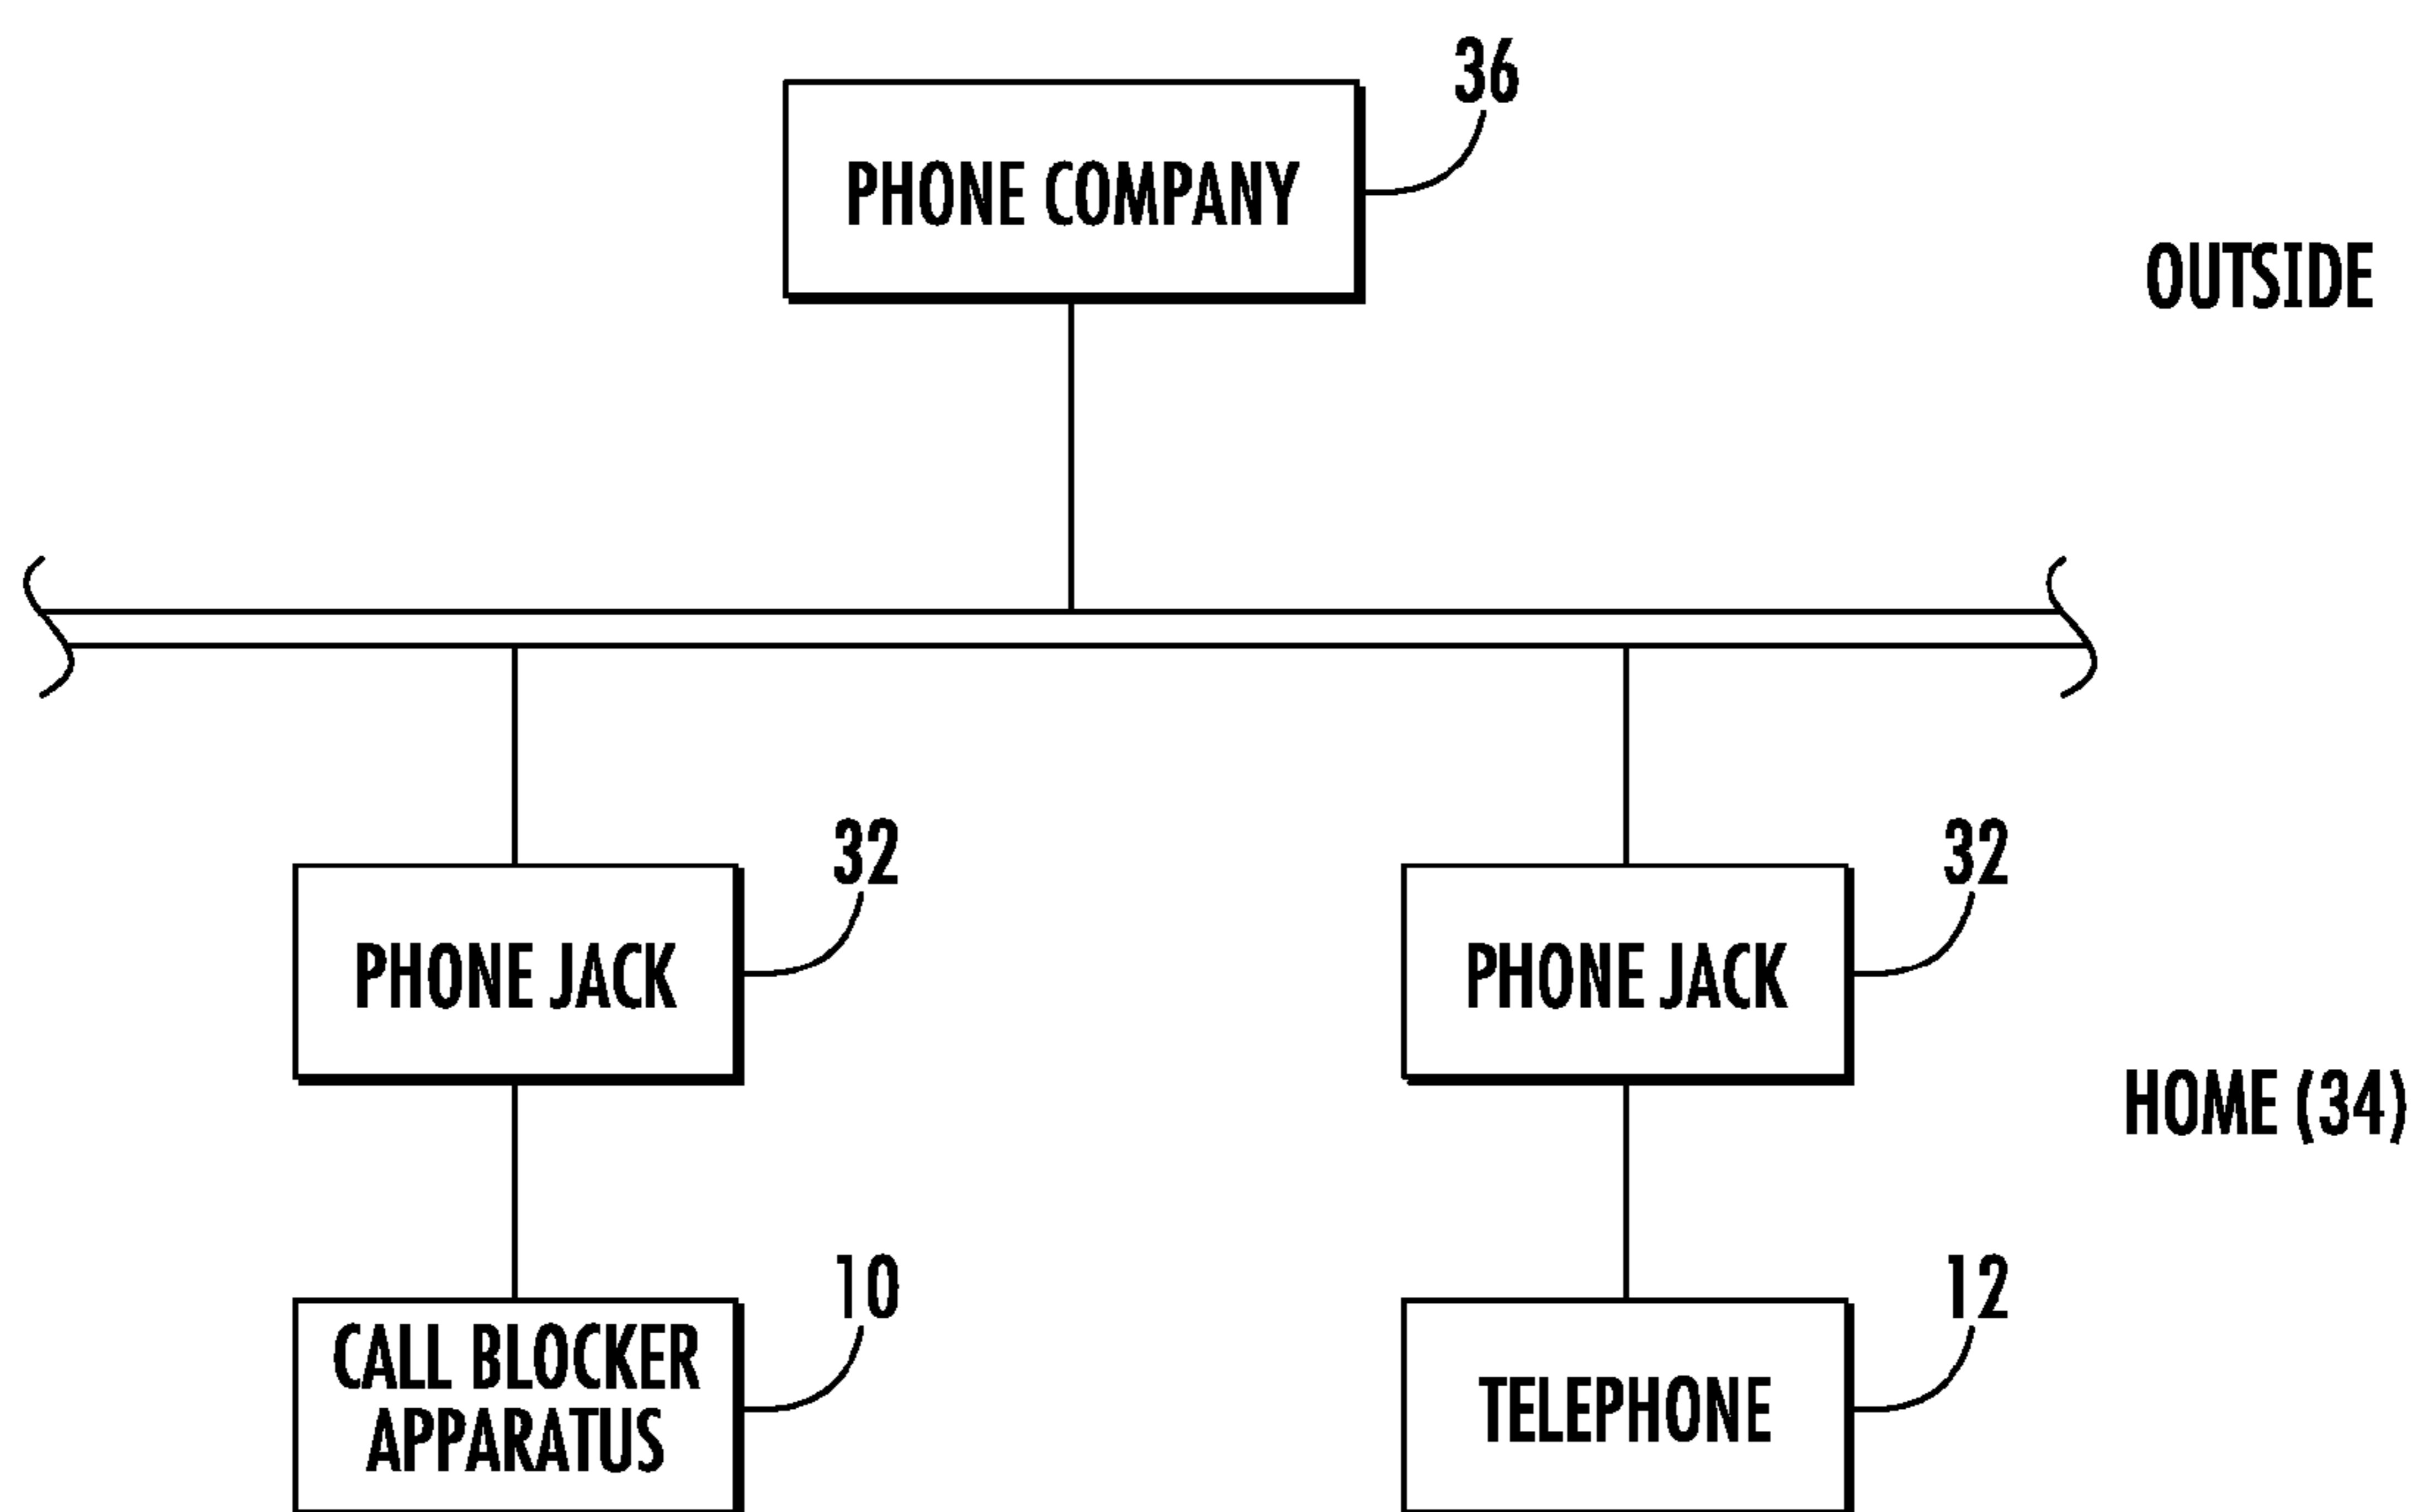 36
PHONE COMPANY
OUTSIDE
32
32
PHONE JACK
PHONE JACK
HOME (34)
10
12
CALL BLOCKER
APPARATUS
TELEPHONE